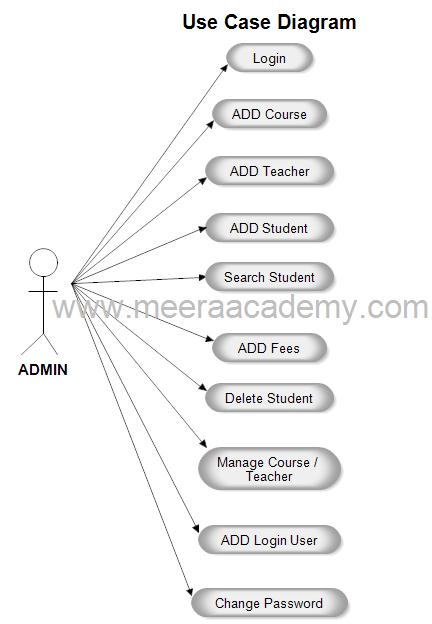 Use Case Diagram
Login
ADD Course
ADD Teacher
ADD Student
Search Student
www.meeraacademy.com
ADD Fees
ADMIN
Delete Student
Manage Course /
Teacher
ADD Login User
Change Password